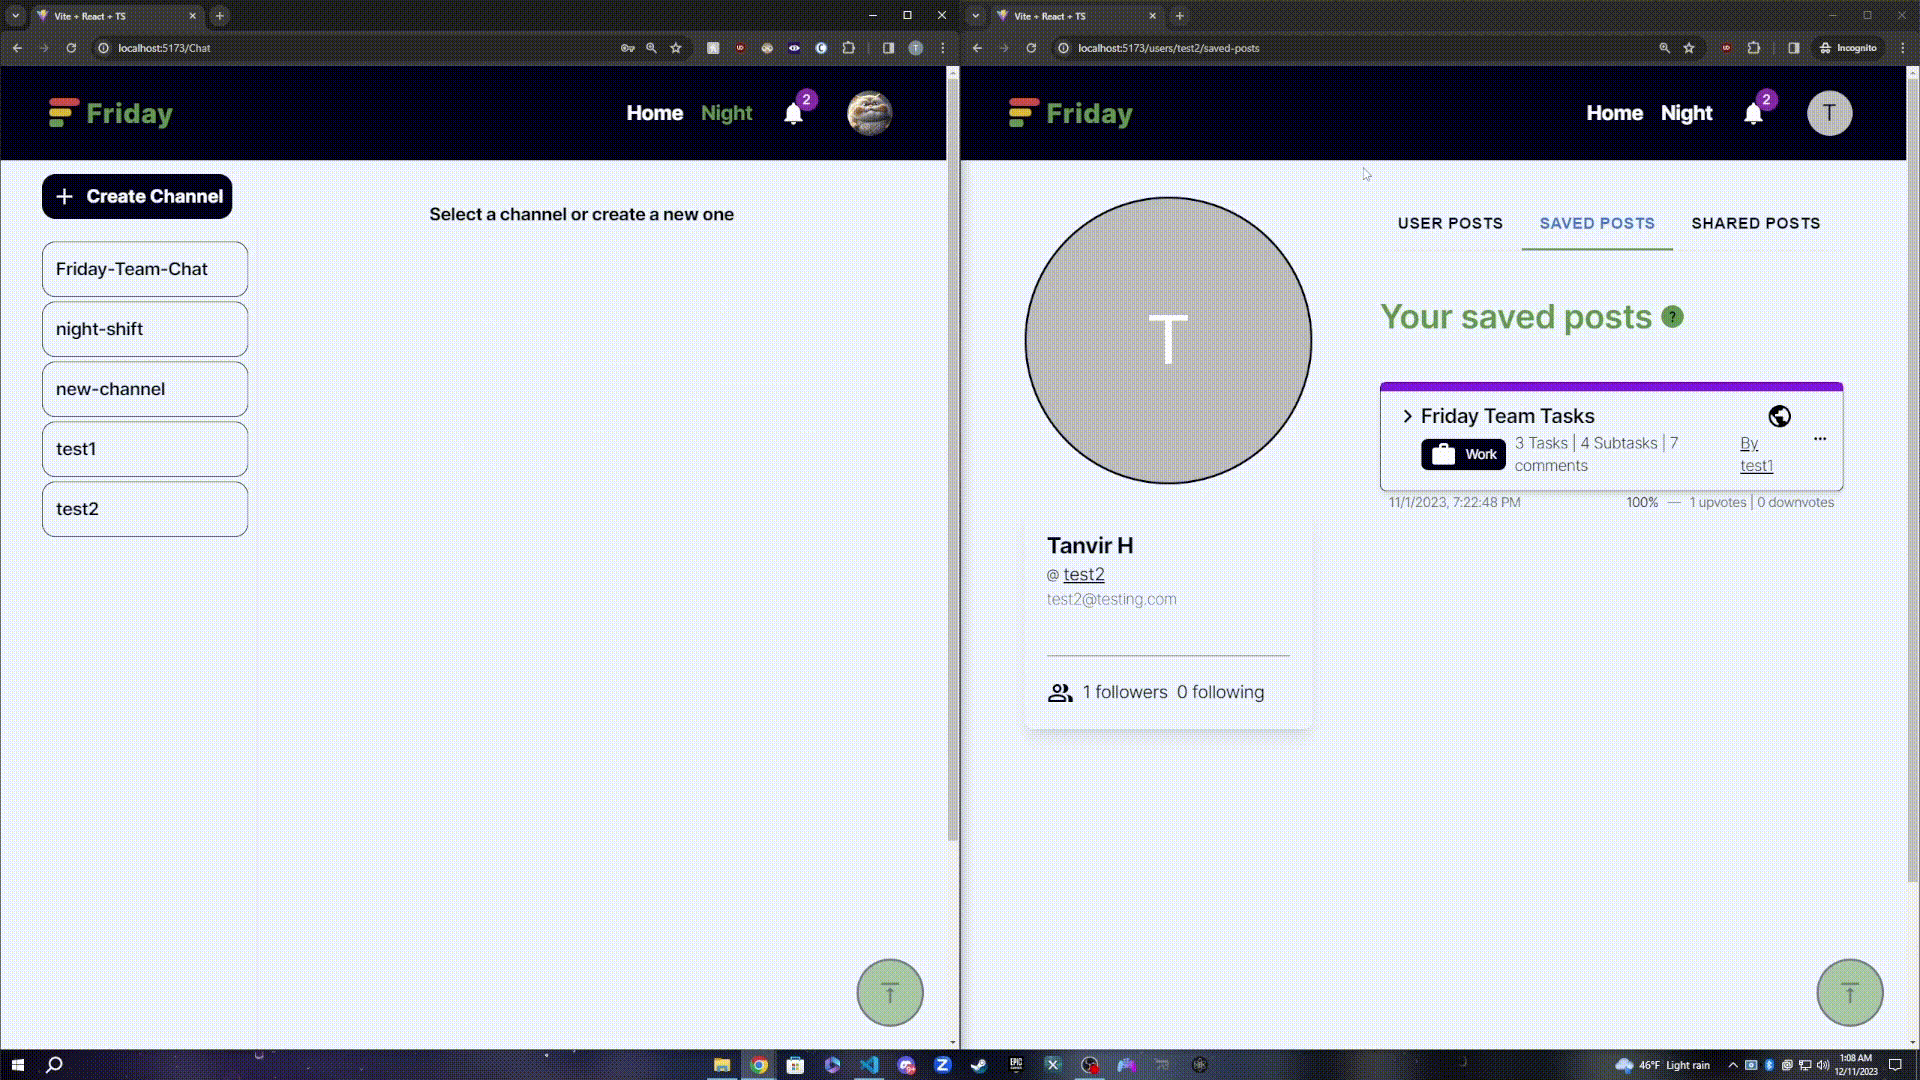 Vite + React + TS
localhost:5173/Chat
Friday
Home Night 2
Create Channel
Select a channel or create a new one
Friday-Team-Chat
night-shift
new-channel
test1
test2
Vite + React + TS
localhost:5173/users/test2/saved-posts
Incognito
Friday
Home Night 2 T
USER POSTS SAVED POSTS SHARED POSTS
T
Your saved posts ?
Friday Team Tasks
Work 3 Tasks | 4 Subtasks | 7
comments
By
test1
11/1/2023, 7:22:48 PM 100% — 1 upvotes | 0 downvotes
Tanvir H
@ test2
test2@testing.com
1 followers 0 following
46°F Light rain
1:08 AM
12/11/2023